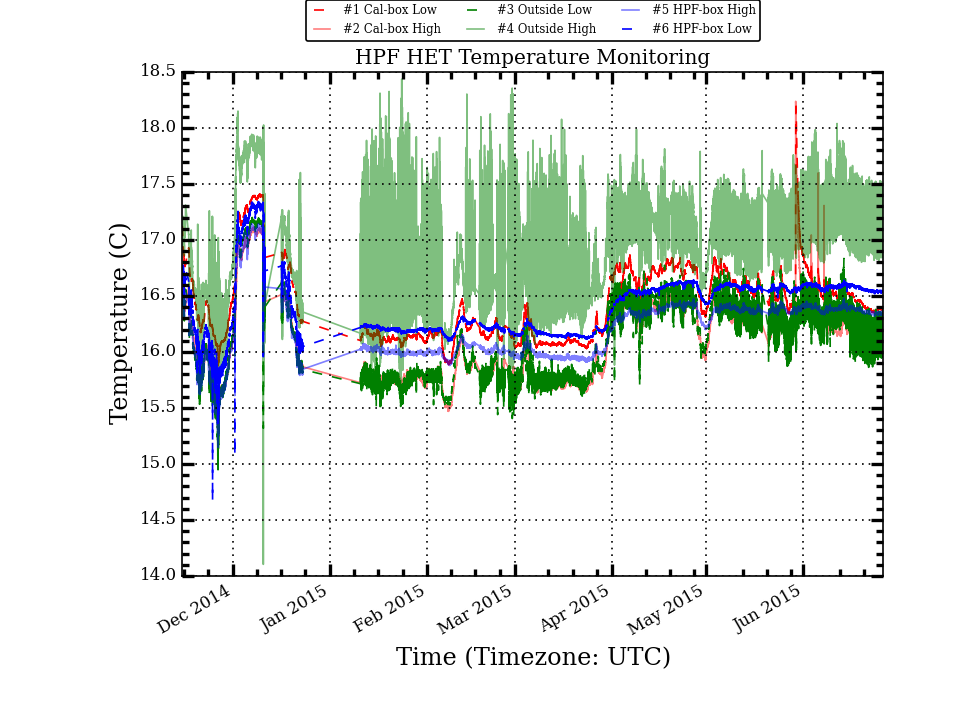 #1 Cal-box Low #3 Outside Low #5 HPF-box High
#2 Cal-box High #4 Outside High #6 HPF-box Low
HPF HET Temperature Monitoring
18.5
18.0
17.5
17.0
16.5
16.0
15.5
15.0
14.5
14.0
Temperature (C)
Dec 2014 Jan 2015 Feb 2015 Mar 2015 Apr 2015 May 2015 Jun 2015
Time (Timezone: UTC)